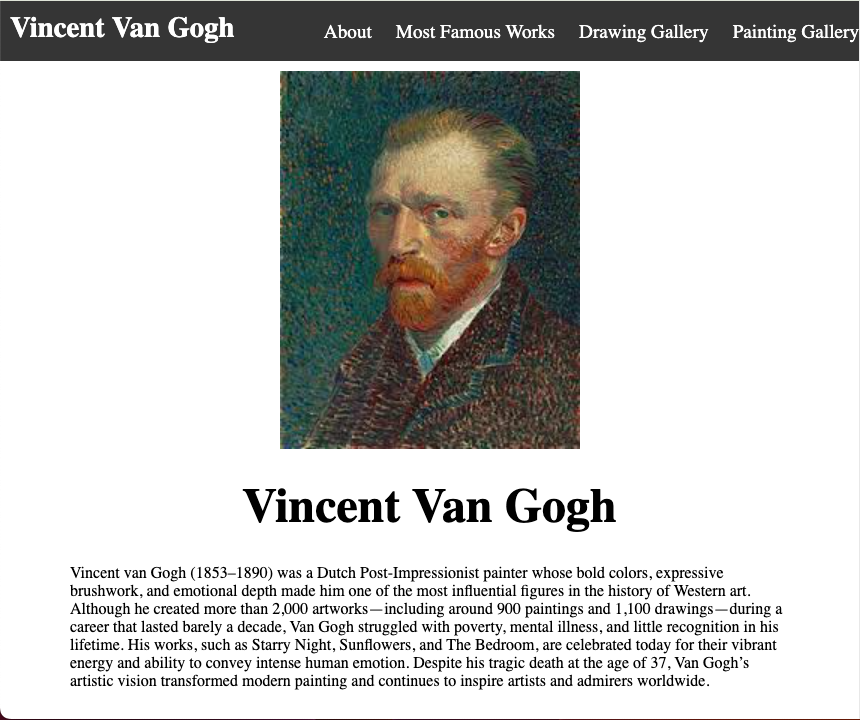 Vincent Van Gogh
About Most Famous Works Drawing Gallery Painting Gallery
Vincent Van Gogh
Vincent van Gogh (1853–1890) was a Dutch Post-Impressionist painter whose bold colors, expressive
brushwork, and emotional depth made him one of the most influential figures in the history of Western art.
Although he created more than 2,000 artworks—including around 900 paintings and 1,100 drawings—during a
career that lasted barely a decade, Van Gogh struggled with poverty, mental illness, and little recognition in his
lifetime. His works, such as Starry Night, Sunflowers, and The Bedroom, are celebrated today for their vibrant
energy and ability to convey intense human emotion. Despite his tragic death at the age of 37, Van Gogh’s
artistic vision transformed modern painting and continues to inspire artists and admirers worldwide.